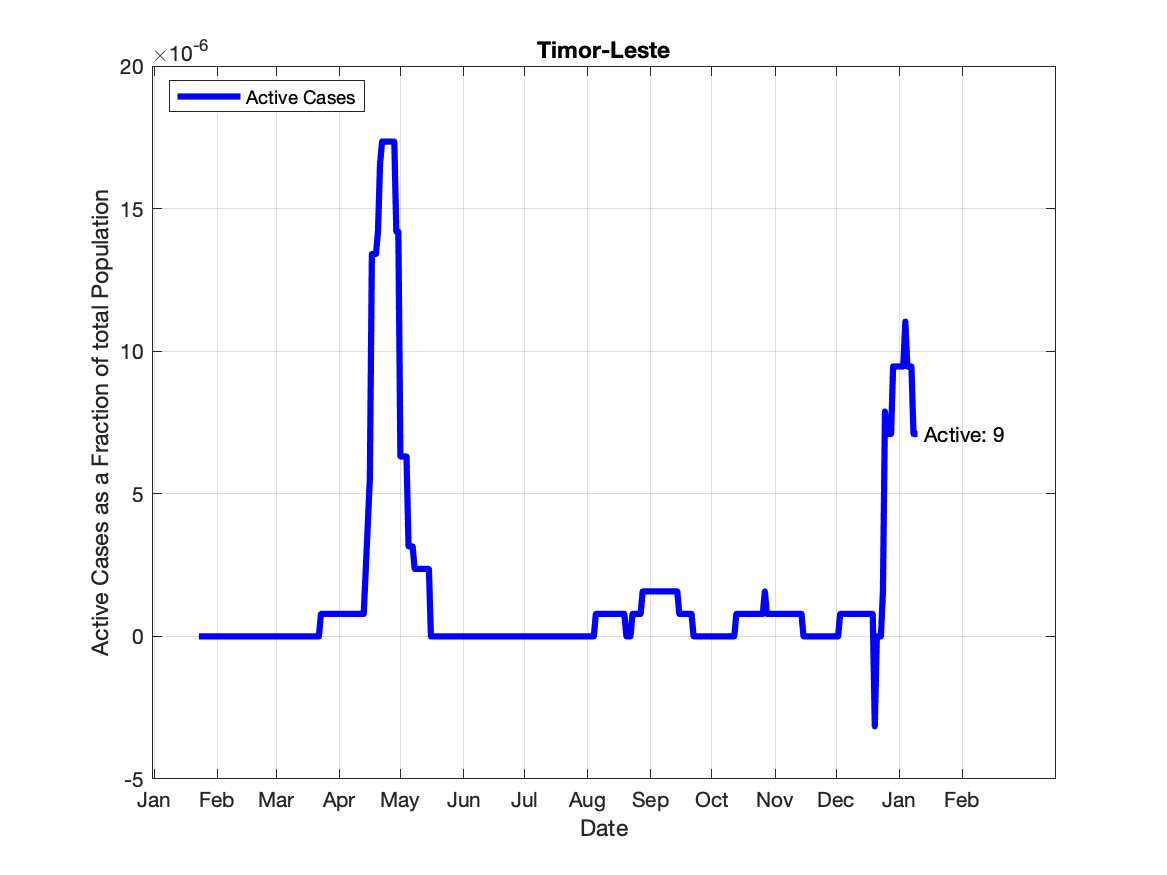 Timor-Leste
×10^-6
Active Cases
20
15
10
5
0
-5
Active Cases as a Fraction of total Population
Active: 9
Jan Feb Mar Apr May Jun Jul Aug Sep Oct Nov Dec Jan Feb
Date